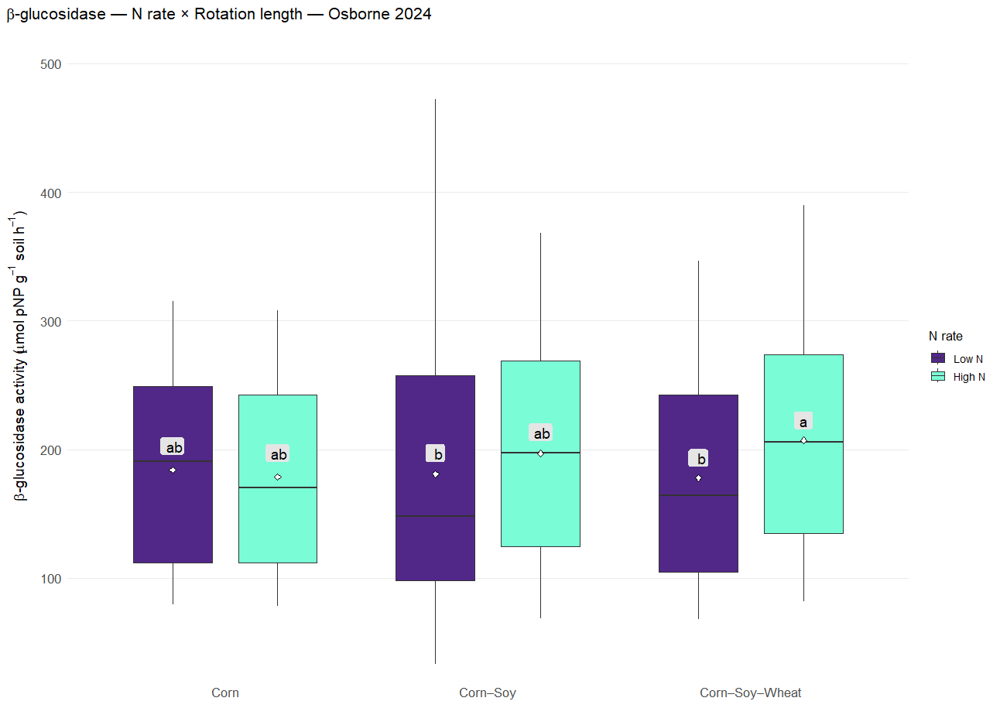 β-glucosidase — N rate × Rotation length — Osborne 2024
β-glucosidase activity (μmol pNP g⁻¹ soil h⁻¹)
500
400
300
200
100
ab
ab
b
ab
b
a
Corn
Corn–Soy
Corn–Soy–Wheat
N rate
Low N
High N